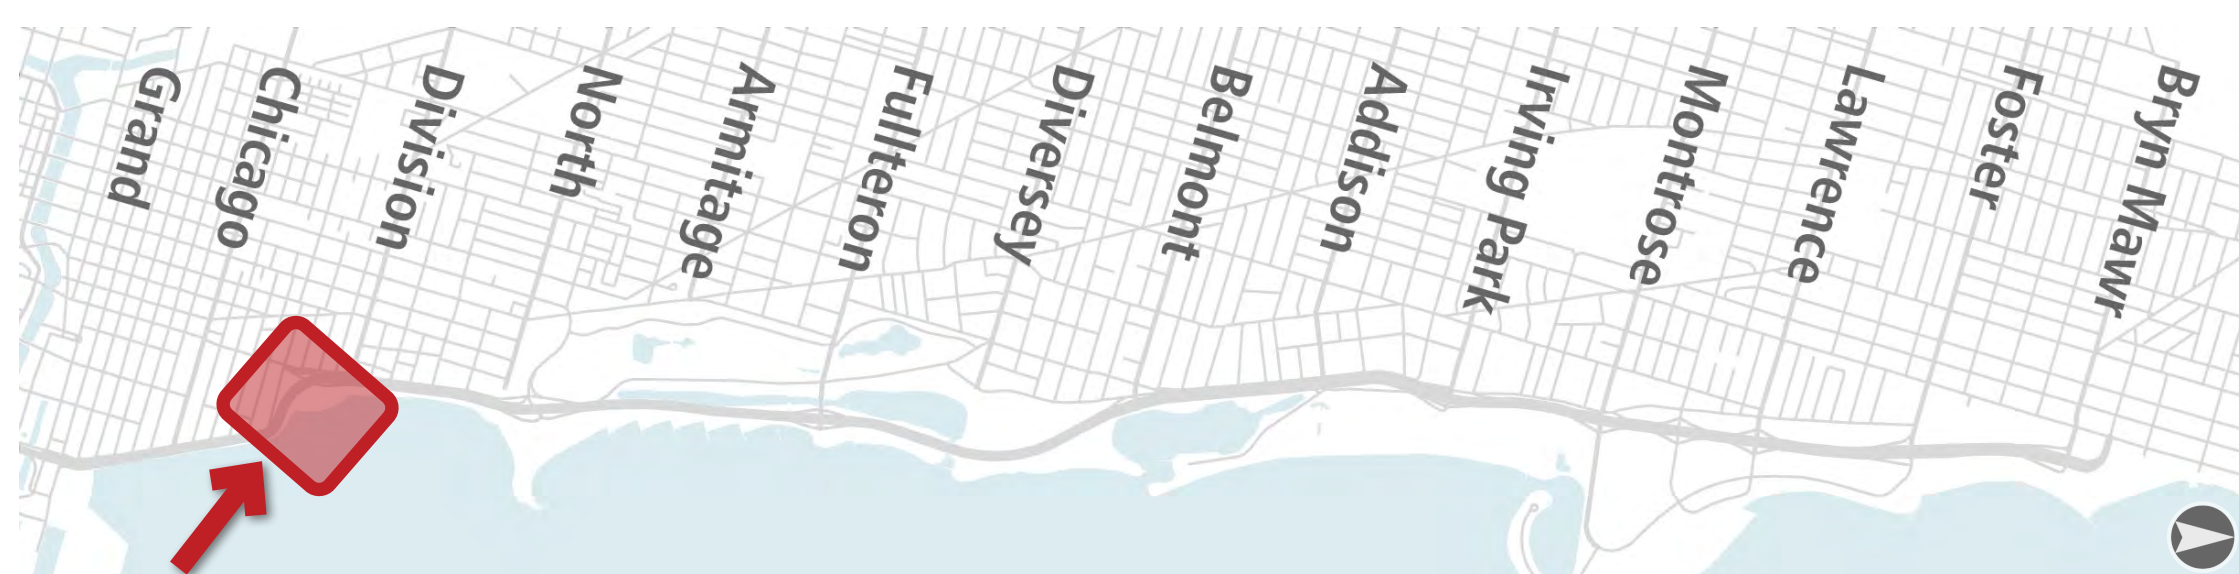 Grand
Chicago
Division
North
Armitage
Fullteron
Diversey
Belmont
Addison
Irving Park
Montrose
Lawrence
Foster
Bryn Mawr